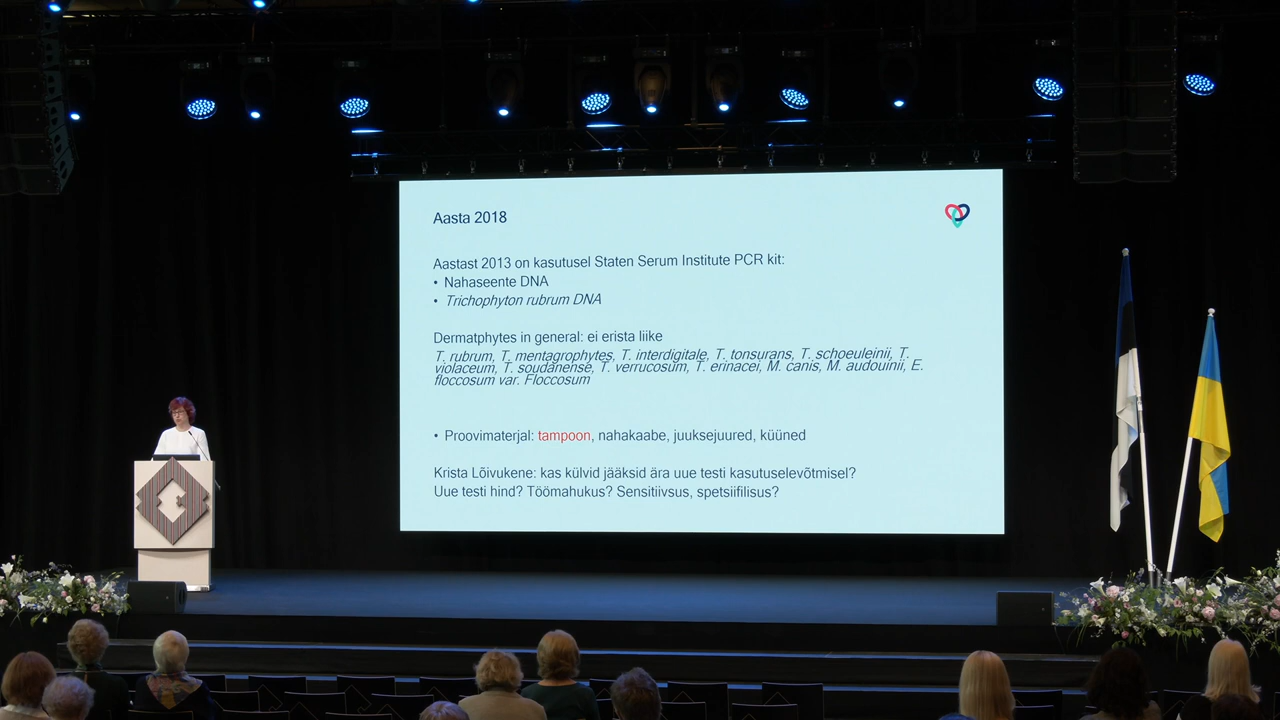 Aasta 2018
Aastast 2013 on kasutusel Staten Serum Institute PCR kit:
• Nahaseente DNA
• Trichophyton rubrum DNA
Dermatphytes in general: ei erista liike
T. rubrum, T. mentagrophytes, T. interdigitale, T. tonsurans, T. schoeuleinii, T.
violaceum, T. soudanense, T. verrucosum, T. erinacei, M. canis, M. audouinii, E.
floccosum var. Floccosum
• Proovimaterjal: tampoon, nahakaabe, juuksejuured, küüned
Krista Lõivukene: kas külvid jääksid ära uue testi kasutuselevõtmisel?
Uue testi hind? Töömahukus? Sensitiivsus, spetsiifilisus?